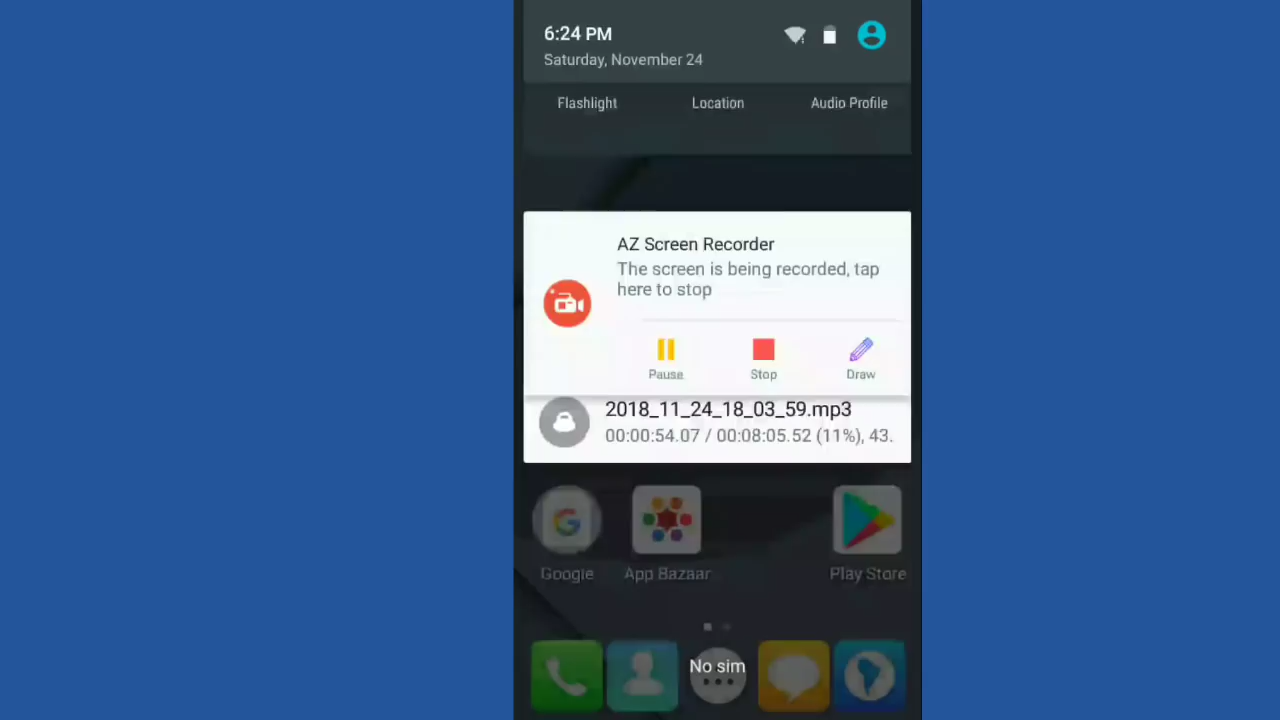 6:24 PM
Saturday, November 24
Flashlight Location Audio Profile
AZ Screen Recorder
The screen is being recorded, tap
here to stop
Pause Stop Draw
2018_11_24_18_03_59.mp3
00:00:54.07 / 00:08:05.52 (11%), 43.
Google App Bazaar Play Store
No sim